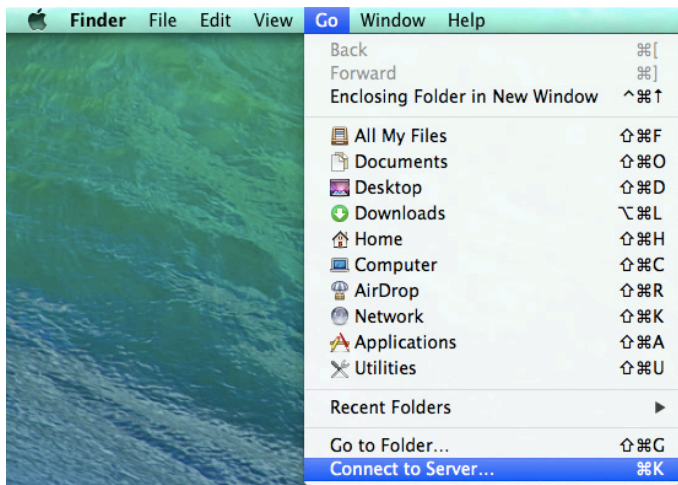 Finder File Edit View Go Window Help
Back ⌘[
Forward ⌘]
Enclosing Folder in New Window ^⌘↑
All My Files ⇧⌘F
Documents ⇧⌘O
Desktop ⇧⌘D
Downloads ⌥⌘L
Home ⇧⌘H
Computer ⇧⌘C
AirDrop ⇧⌘R
Network ⇧⌘K
Applications ⇧⌘A
Utilities ⇧⌘U
Recent Folders ▶
Go to Folder... ⇧⌘G
Connect to Server... ⌘K